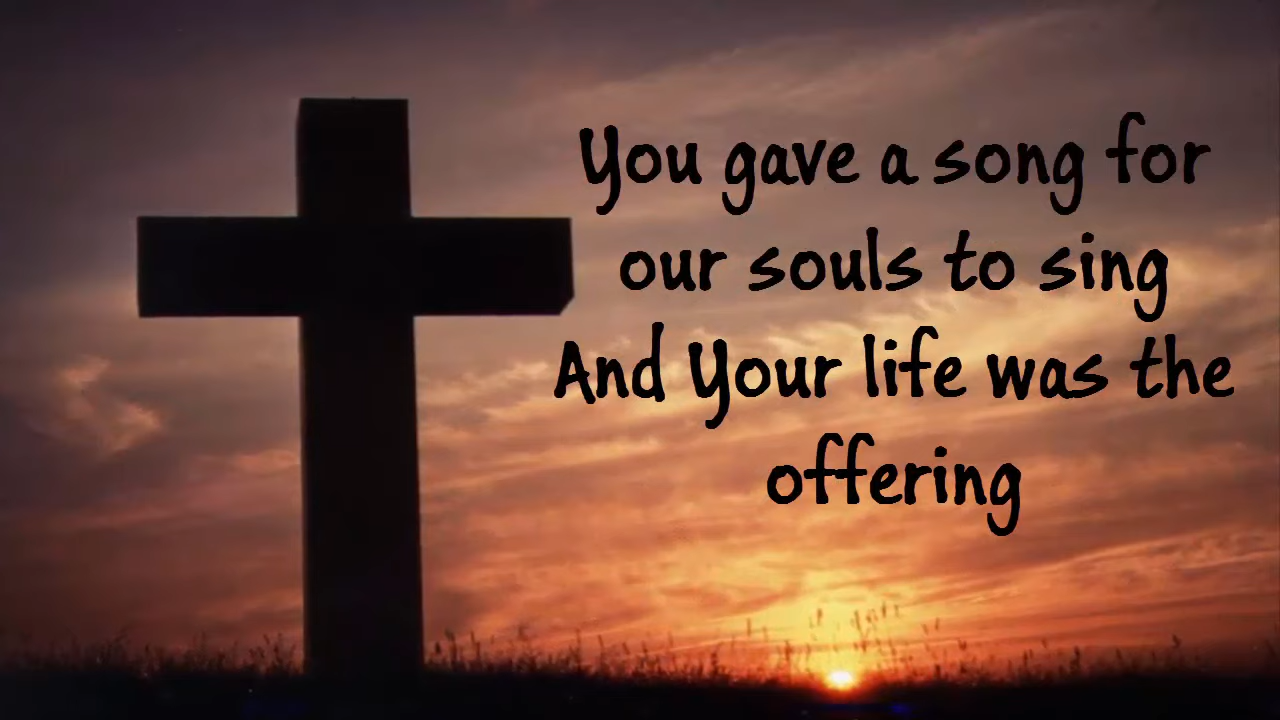 You gave a song for
our souls to sing
And Your life was the
offering